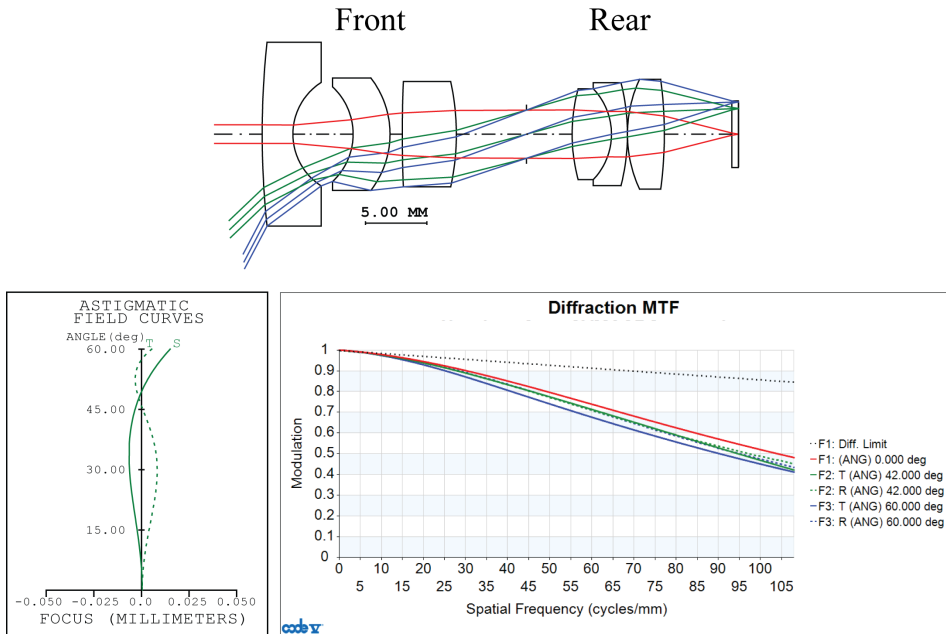 Front Rear
5.00 MM
ASTIGMATIC
FIELD CURVES
ANGLE(deg)
T S
60.00
45.00
30.00
15.00
-0.050 -0.025 0. 0.025 0.050
FOCUS (MILLIMETERS)
Diffraction MTF
1
0.9
0.8
0.7
0.6
0.5
0.4
0.3
0.2
0.1
0
Modulation
0 10 20 30 40 50 60 70 80 90 100
5 15 25 35 45 55 65 75 85 95 105
Spatial Frequency (cycles/mm)
F1: Diff. Limit
F1: (ANG) 0.000 deg
F2: T (ANG) 42.000 deg
F2: R (ANG) 42.000 deg
F3: T (ANG) 60.000 deg
F3: R (ANG) 60.000 deg
code V